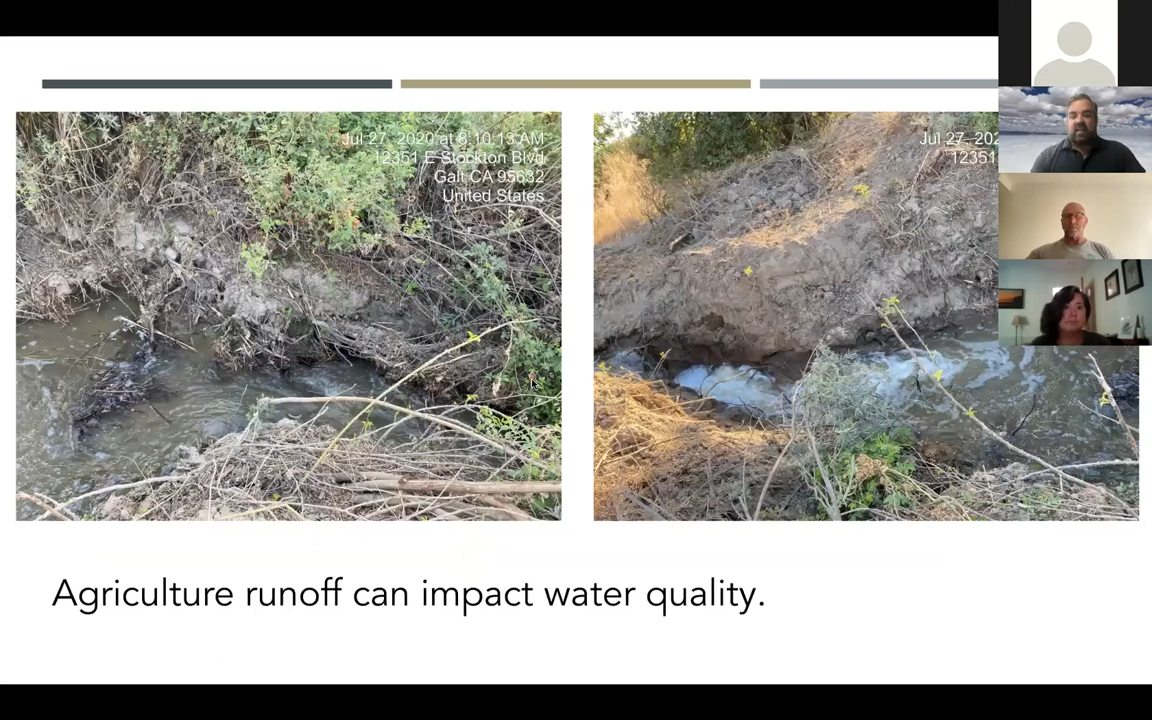 Jul 27, 2020 at 8:10:13 AM
12351 E Stockton Blvd
Galt CA 95632
United States
Jul 27, 202
12351
Agriculture runoff can impact water quality.